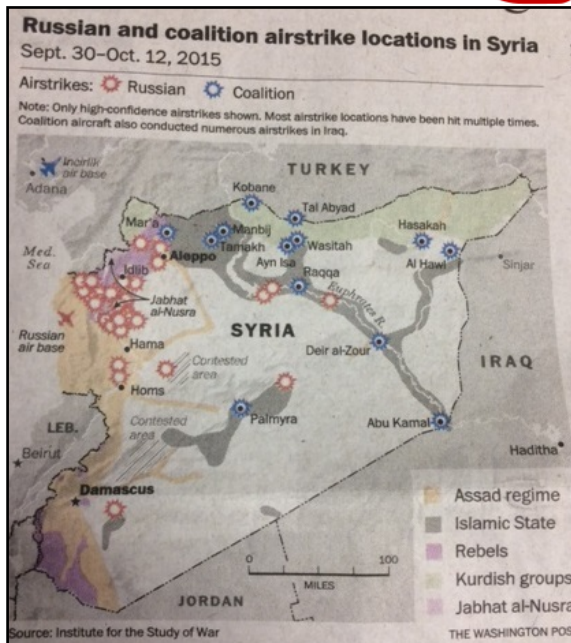 Russian and coalition airstrike locations in Syria
Sept. 30–Oct. 12, 2015
Airstrikes: Russian Coalition
Note: Only high-confidence airstrikes shown. Most airstrike locations have been hit multiple times.
Coalition aircraft also conducted numerous airstrikes in Iraq.
Incirlik
air base
Adana
TURKEY
Kobane
Tal Abyad
Mar'a
Manbij
Tamakh
Wasitah
Ayn Isa
Hasakah
Al Hawl
Sinjar
Med.
Sea
Aleppo
Idlib
Raqqa
Euphrates R.
Jabhat
al-Nusra
Russian
air base
SYRIA
Hama
Deir al-Zour
IRAQ
Contested
area
Homs
Contested
area
Palmyra
Abu Kamal
LEB.
Beirut
Haditha
Damascus
Assad regime
Islamic State
Rebels
Kurdish groups
Jabhat al-Nusra
0 100
MILES
JORDAN
Source: Institute for the Study of War
THE WASHINGTON POS